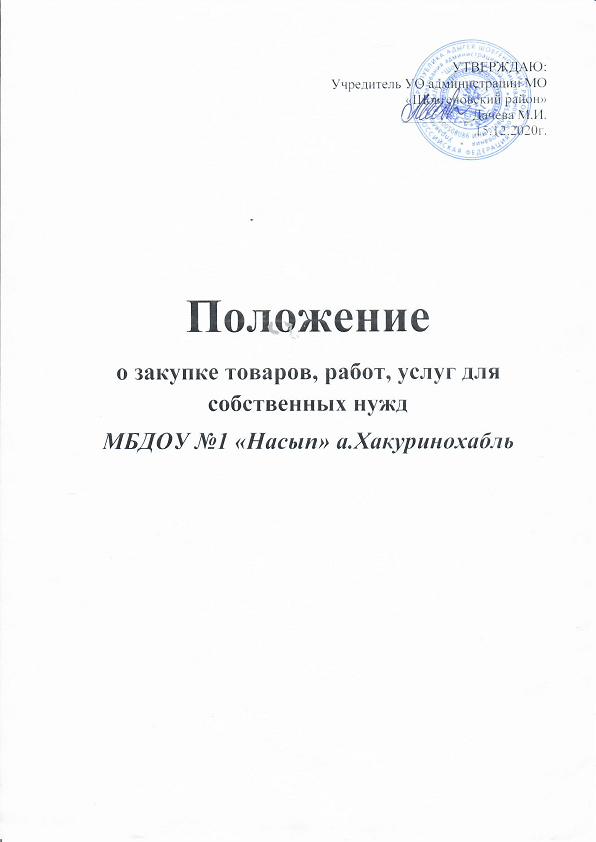 УТВЕРЖДАЮ:
Учредитель УО администрации МО
«Шовгеновский район»
Дачева М.И.
15.12.2020г.
Положение
о закупке товаров, работ, услуг для
собственных нужд
МБДОУ №1 «Насып» а.Хакуринохабль